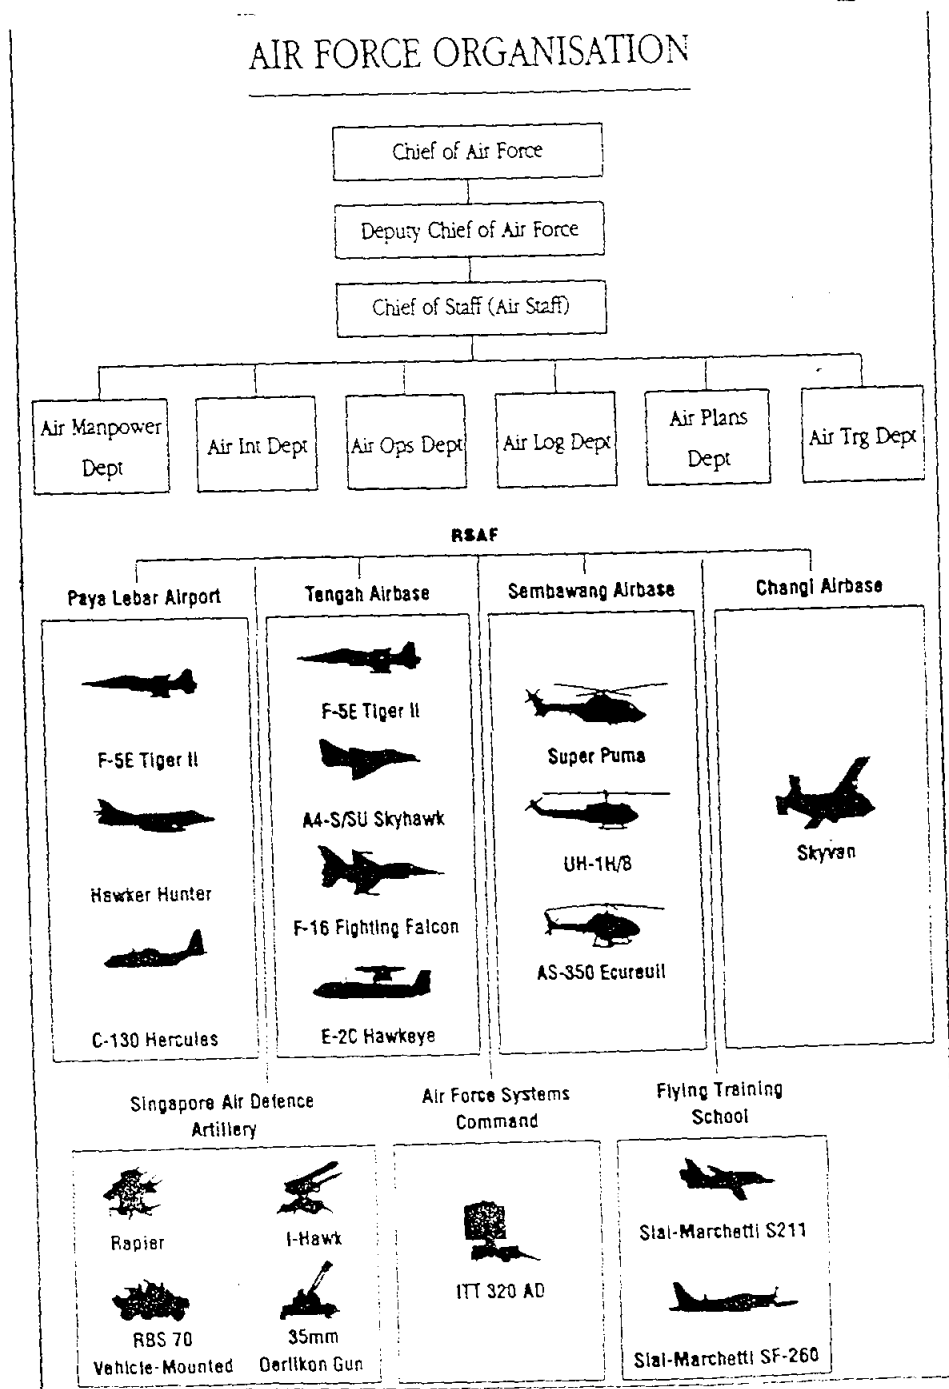 AIR FORCE ORGANISATION
Chief of Air Force
Deputy Chief of Air Force
Chief of Staff (Air Staff)
Air Manpower
Dept
Air Int Dept
Air Ops Dept
Air Log Dept
Air Plans
Dept
Air Trg Dept
RSAF
Paya Lebar Airport
F-5E Tiger II
Hawker Hunter
C-130 Hercules
Tengah Airbase
F-5E Tiger II
A4-S/SU Skyhawk
F-16 Fighting Falcon
E-2C Hawkeye
Sembawang Airbase
Super Puma
UH-1H/B
AS-350 Ecureuil
Changi Airbase
Skyvan
Singapore Air Defence
Artillery
Rapier
I-Hawk
RBS 70
Vehicle-Mounted
35mm
Oerlikon Gun
Air Force Systems
Command
ITT 320 AD
Flying Training
School
Siai-Marchetti S211
Siai-Marchetti SF-260